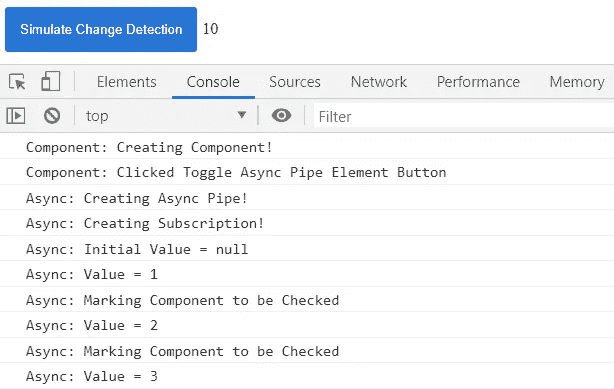 Simulate Change Detection 10
Elements Console Sources Network Performance Memory
top Filter
Component: Creating Component!
Component: Clicked Toggle Async Pipe Element Button
Async: Creating Async Pipe!
Async: Creating Subscription!
Async: Initial Value = null
Async: Value = 1
Async: Marking Component to be Checked
Async: Value = 2
Async: Marking Component to be Checked
Async: Value = 3